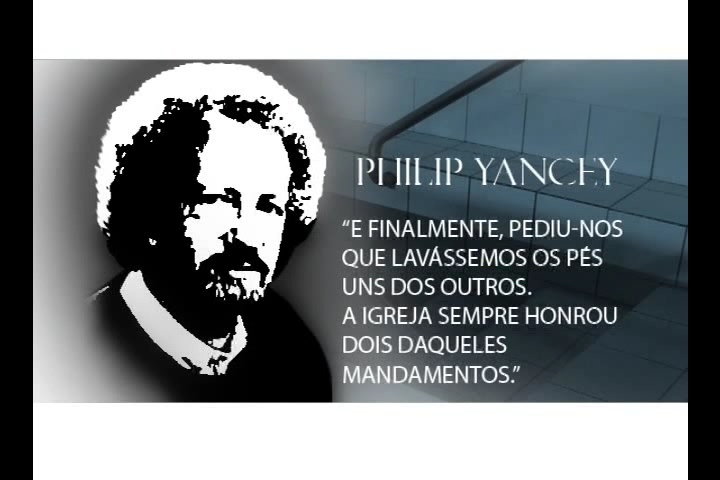 PHILIP YANCEY
“E FINALMENTE, PEDIU-NOS
QUE LAVÁSSEMOS OS PÉS
UNS DOS OUTROS.
A IGREJA SEMPRE HONROU
DOIS DAQUELES
MANDAMENTOS.”